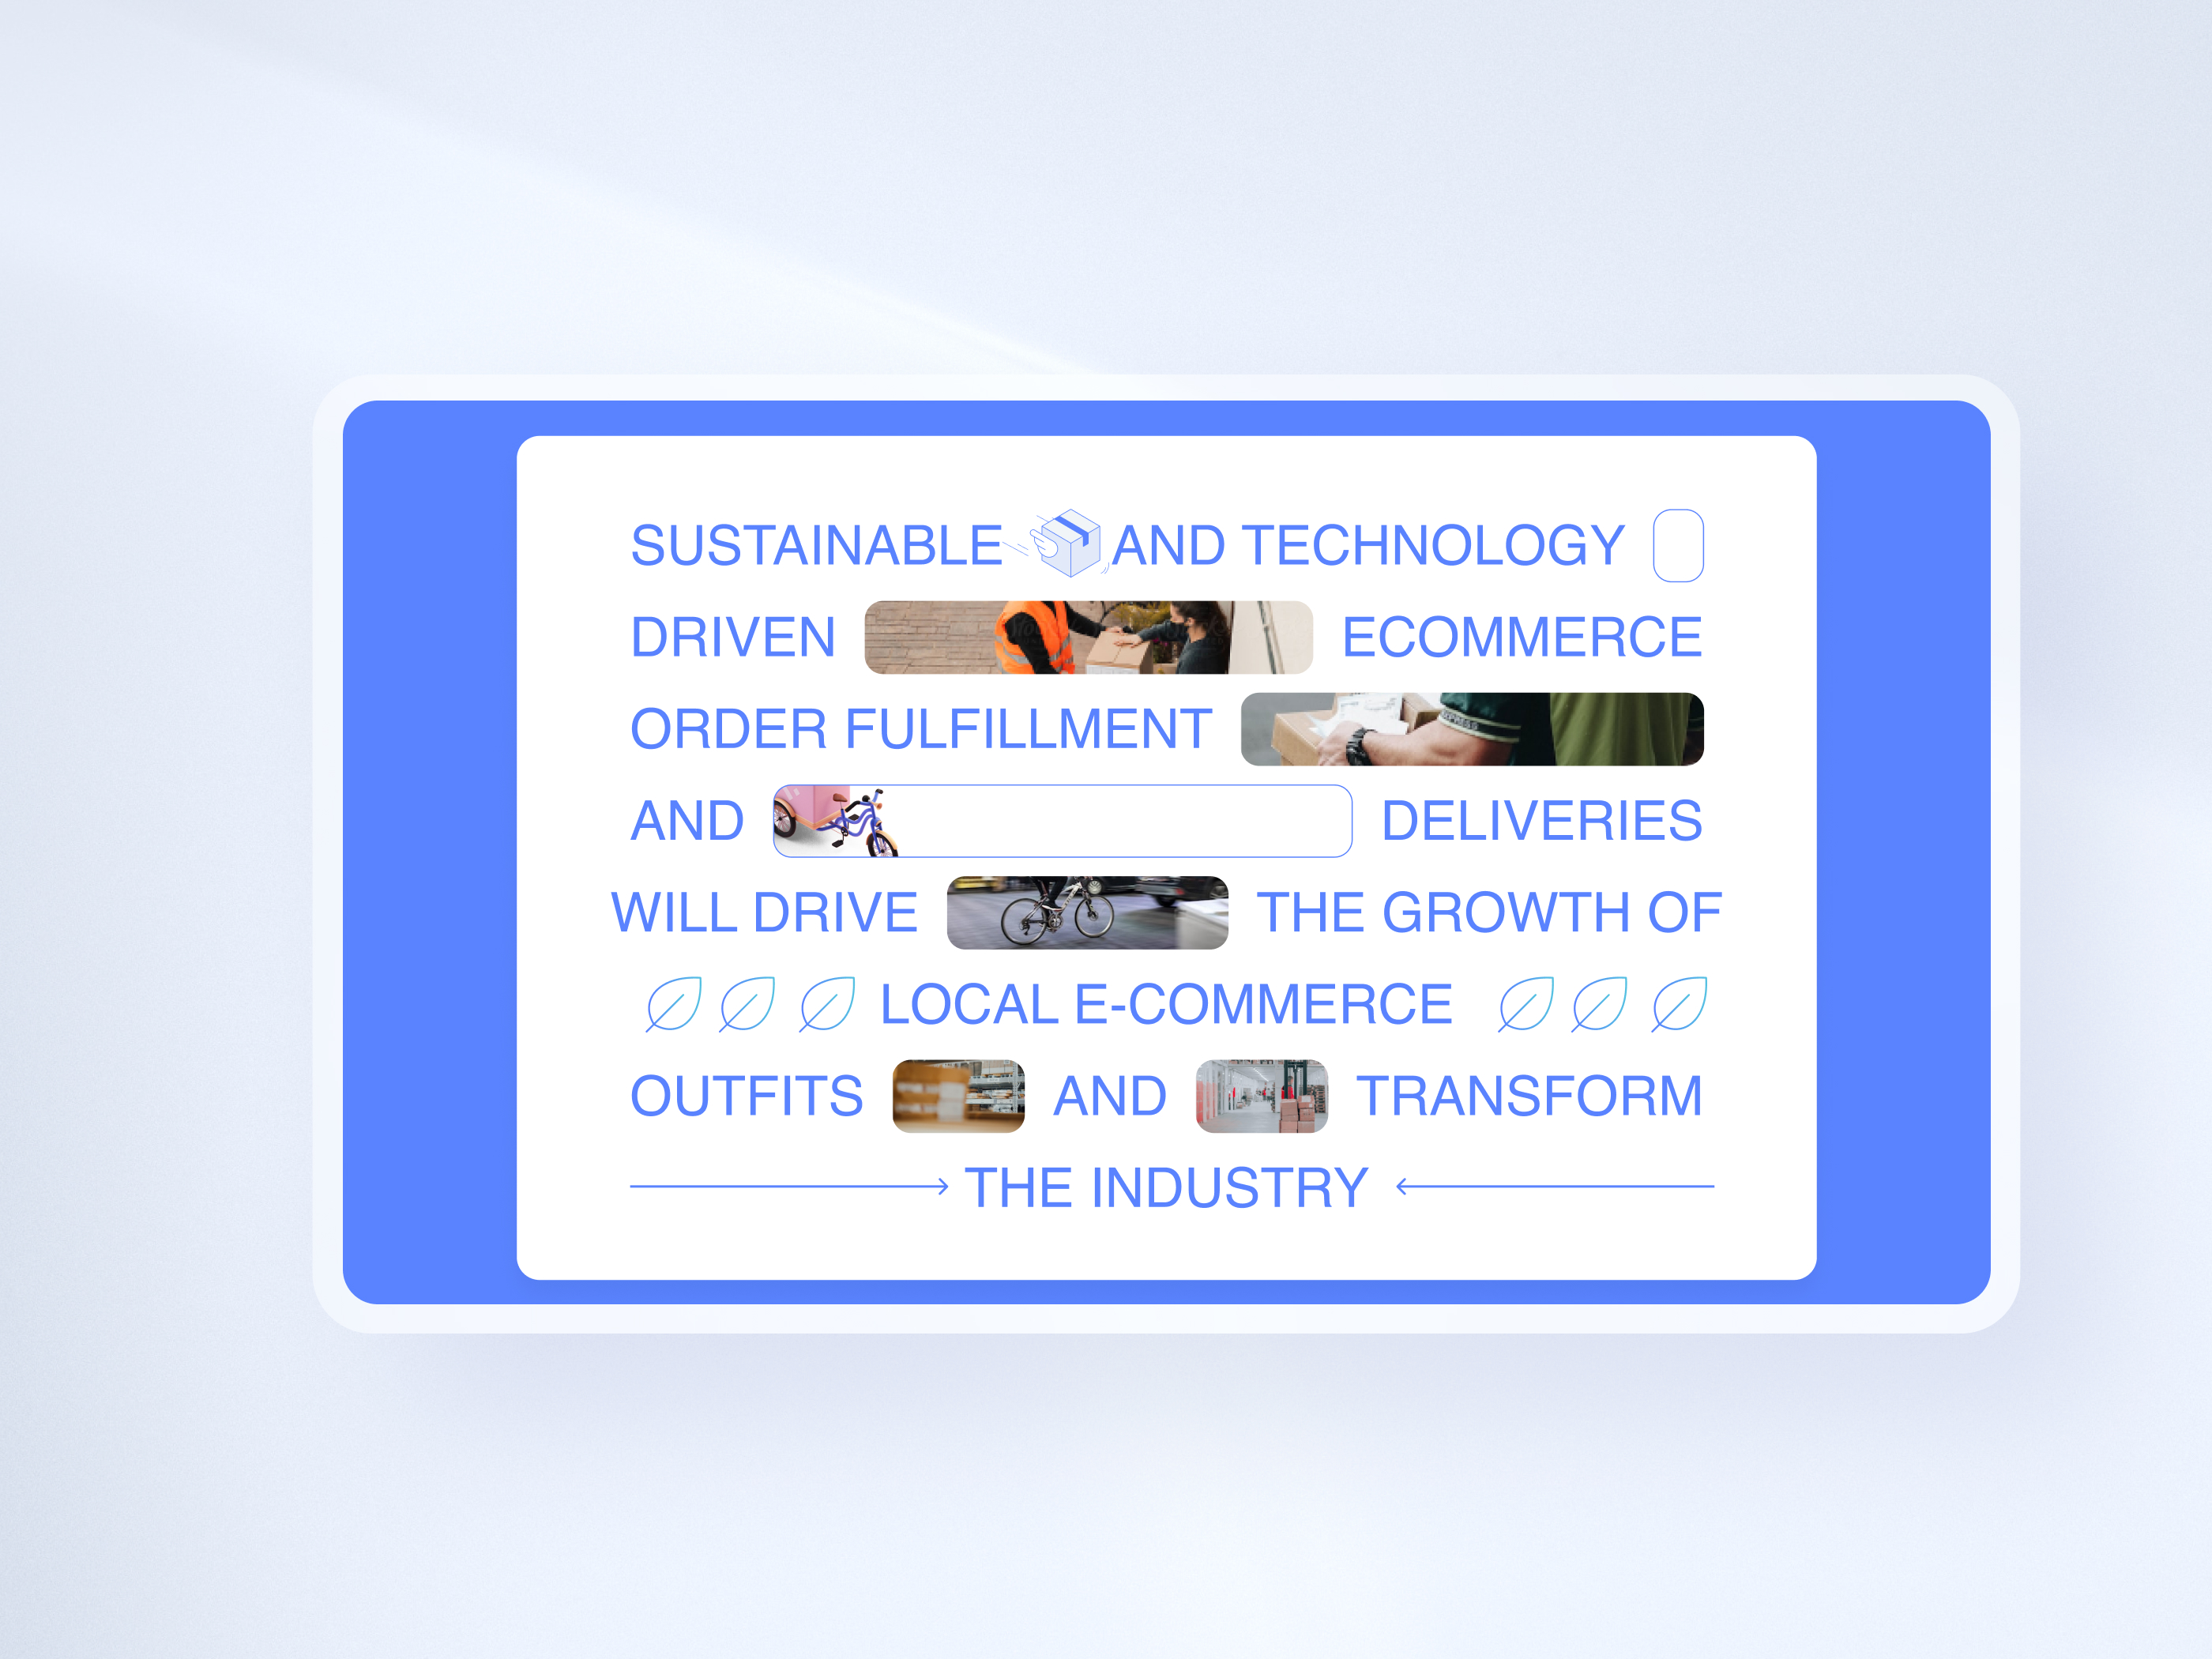 SUSTAINABLE AND TECHNOLOGY
DRIVEN ECOMMERCE
ORDER FULFILLMENT
AND DELIVERIES
WILL DRIVE THE GROWTH OF
LOCAL E-COMMERCE
OUTFITS AND TRANSFORM
THE INDUSTRY